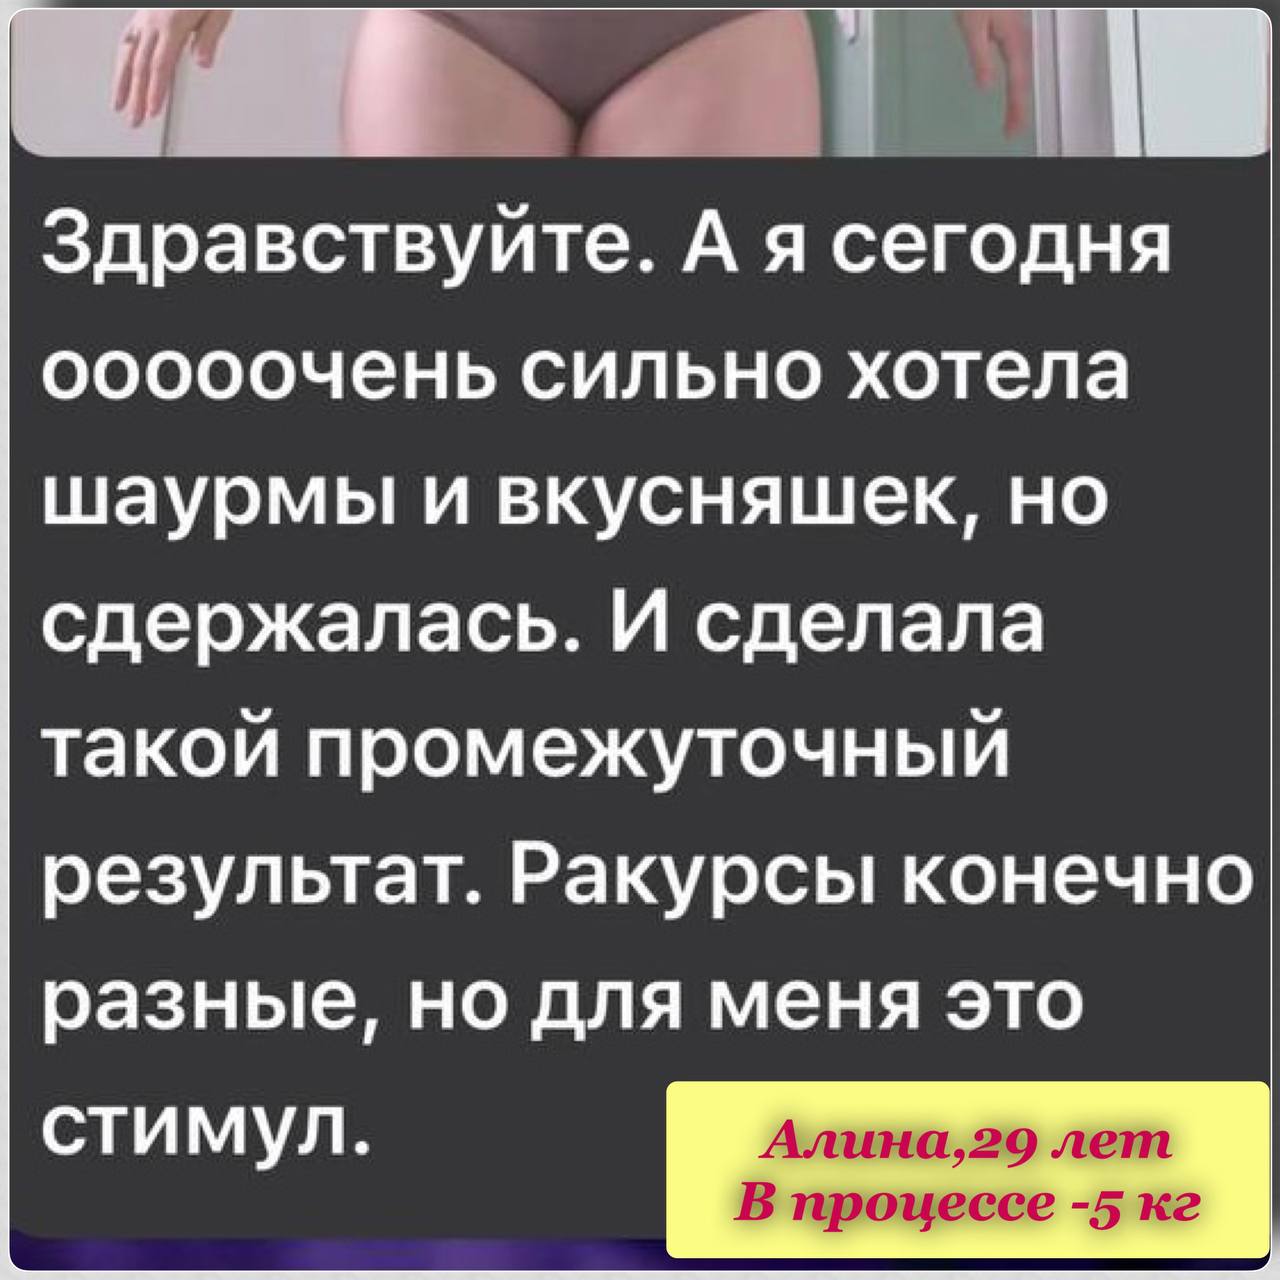 Здравствуйте. А я сегодня
ооооочень сильно хотела
шаурмы и вкусняшек, но
сдержалась. И сделала
такой промежуточный
результат. Ракурсы конечно
разные, но для меня это
стимул.
Алина,29 лет
В процессе -5 кг